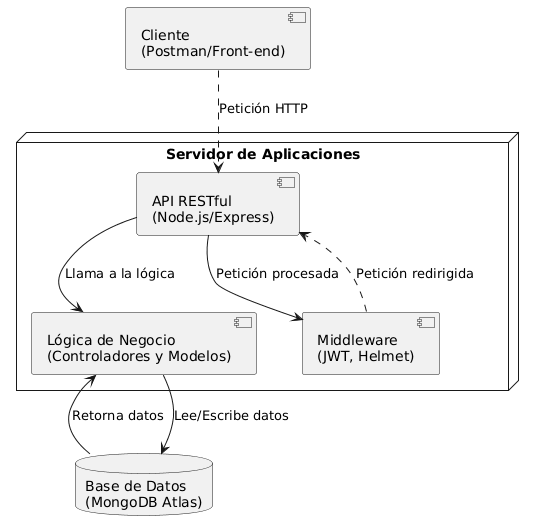 Cliente
(Postman/Front-end)
Petición HTTP
Servidor de Aplicaciones
API RESTful
(Node.js/Express)
Llama a la lógica
Petición procesada
Petición redirigida
Lógica de Negocio
(Controladores y Modelos)
Middleware
(JWT, Helmet)
Retorna datos
Lee/Escribe datos
Base de Datos
(MongoDB Atlas)